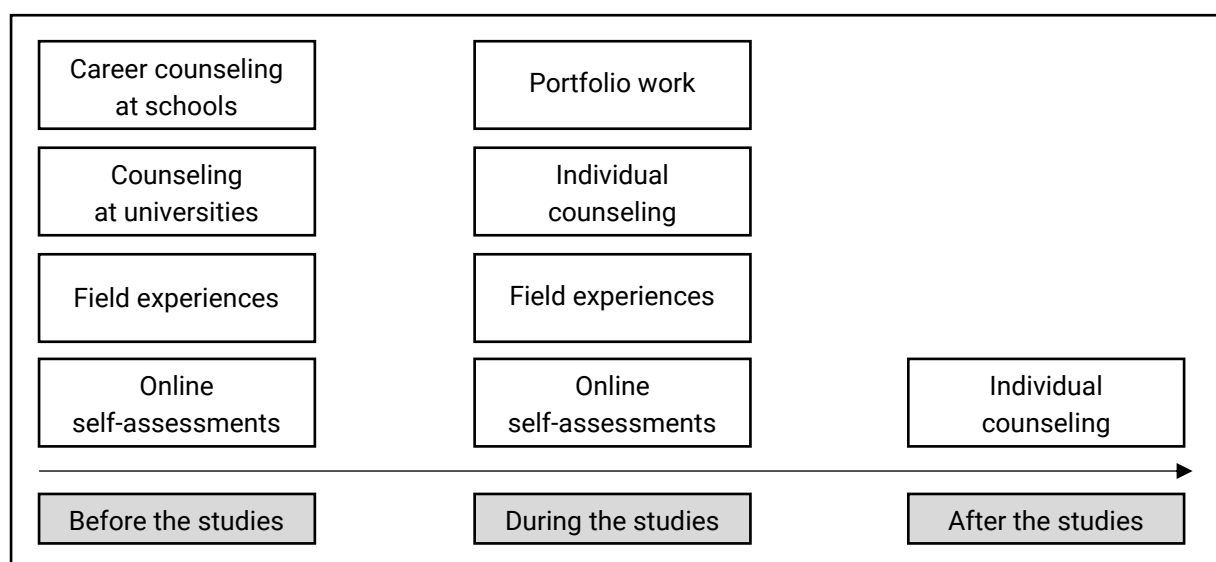 Career counseling
at schools
Portfolio work
Counseling
at universities
Individual
counseling
Field experiences
Field experiences
Online
self-assessments
Online
self-assessments
Individual
counseling
Before the studies
During the studies
After the studies